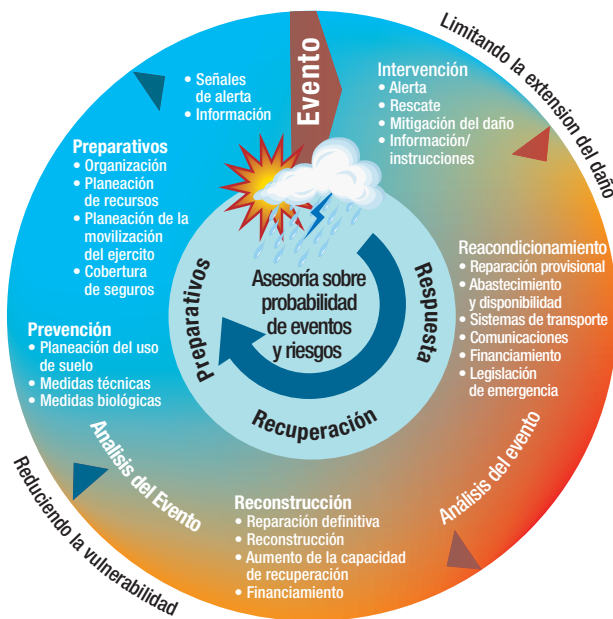 Evento
Intervención
• Alerta
• Rescate
• Mitigación del daño
• Información/
instrucciones
Limitando la extension del daño
Reacondicionamiento
• Reparación provisional
• Abastecimiento
y disponibilidad
• Sistemas de transporte
• Comunicaciones
• Financiamiento
• Legislación
de emergencia
Análisis del evento
Reconstrucción
• Reparación definitiva
• Reconstrucción
• Aumento de la capacidad
de recuperación
• Financiamiento
Analisis del Evento
Reduciendo la vulnerabilidad
Prevención
• Planeación del uso
de suelo
• Medidas técnicas
• Medidas biológicas
Preparativos
• Organización
• Planeación
de recursos
• Planeación de la
movilización
del ejercito
• Cobertura
de seguros
• Señales
de alerta
• Información
Asesoría sobre
probabilidad
de eventos
y riesgos
Respuesta
Recuperación
Preparativos